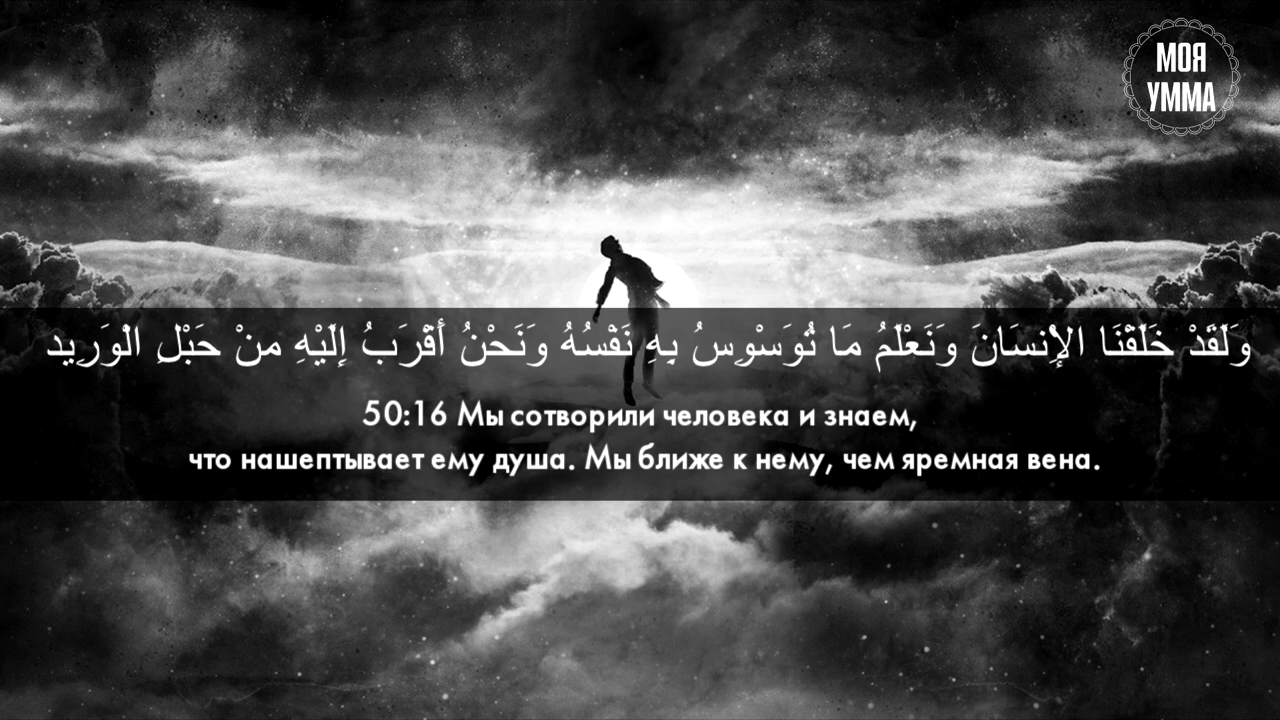 МОЯ
УММА
وَلَقَدْ خَلَقْنَا الإِنسَانَ وَنَعْلَمُ مَا تُوَسْوِسُ بِهِ نَفْسُهُ وَنَحْنُ أَقْرَبُ إِلَيْهِ مِنْ حَبْلِ الْوَرِيدِ
50:16 Мы сотворили человека и знаем,
что нашептывает ему душа. Мы ближе к нему, чем яремная вена.